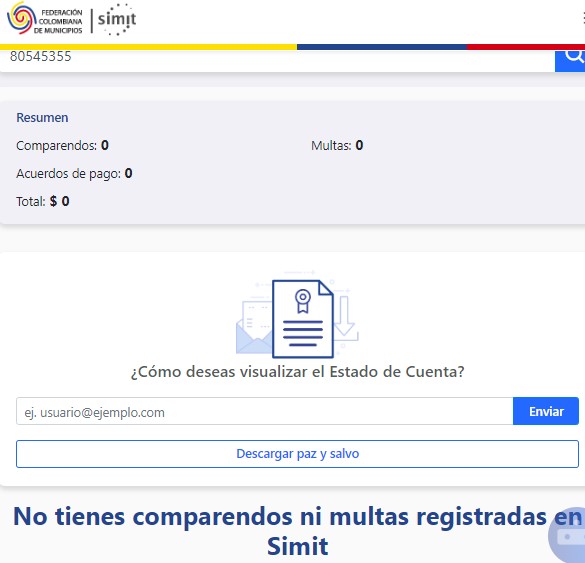 FEDERACIÓN
COLOMBIANA
DE MUNICIPIOS
simit
80545355
Resumen
Comparendos: 0
Multas: 0
Acuerdos de pago: 0
Total: $ 0
¿Cómo deseas visualizar el Estado de Cuenta?
ej. usuario@ejemplo.com
Enviar
Descargar paz y salvo
No tienes comparendos ni multas registradas en
Simit